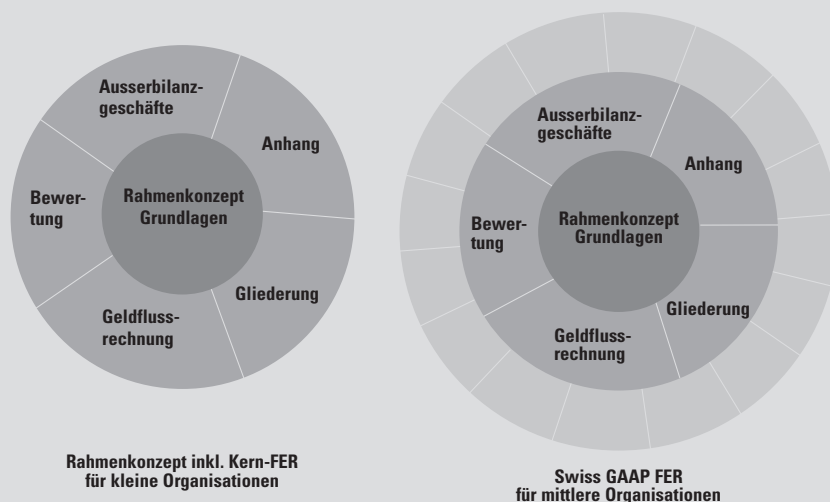 Ausserbilanz-
geschäfte
Anhang
Bewer-
tung
Rahmenkonzept
Grundlagen
Gliederung
Geldfluss-
rechnung
Rahmenkonzept inkl. Kern-FER
für kleine Organisationen
Ausserbilanz-
geschäfte
Anhang
Bewer-
tung
Rahmenkonzept
Grundlagen
Gliederung
Geldfluss-
rechnung
Swiss GAAP FER
für mittlere Organisationen